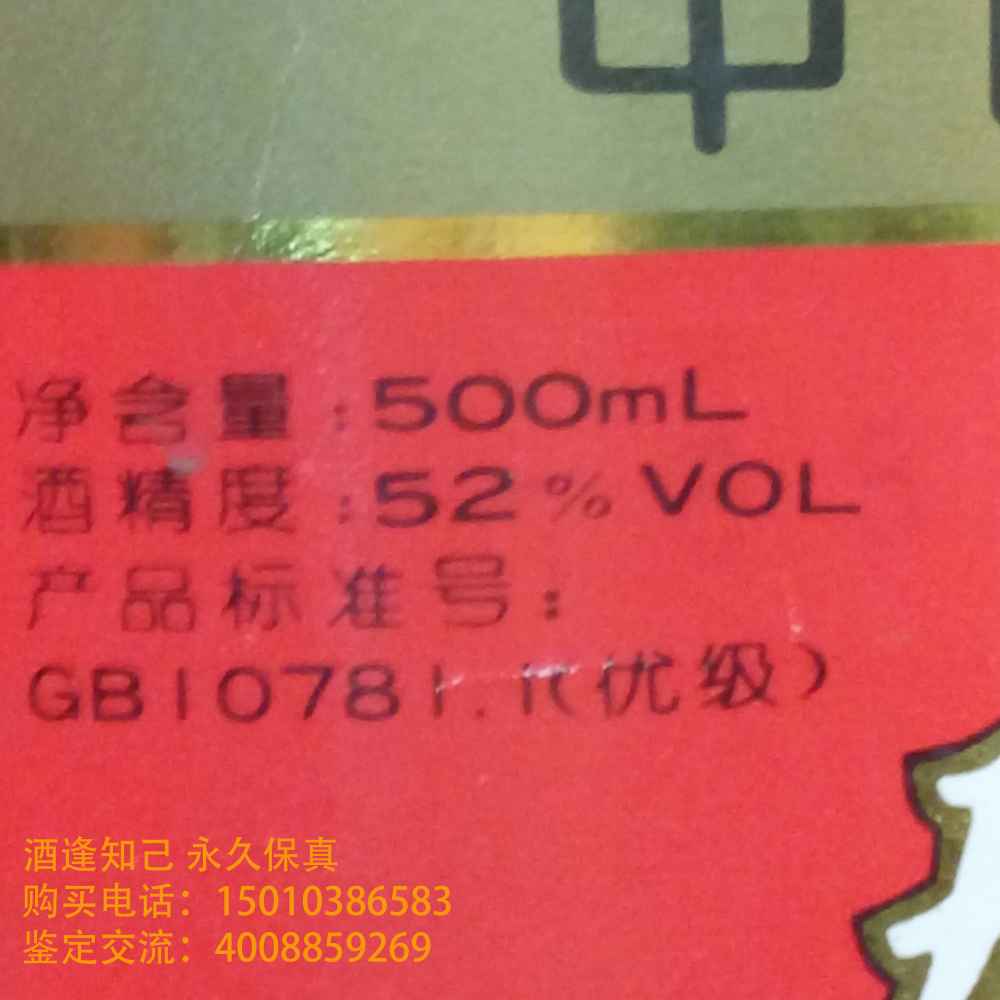 中
净含量:500mL
酒精度:52%VOL
产品标准号:
GB10781.1(优级)
酒逢知己 永久保真
购买电话：15010386583
鉴定交流：4008859269